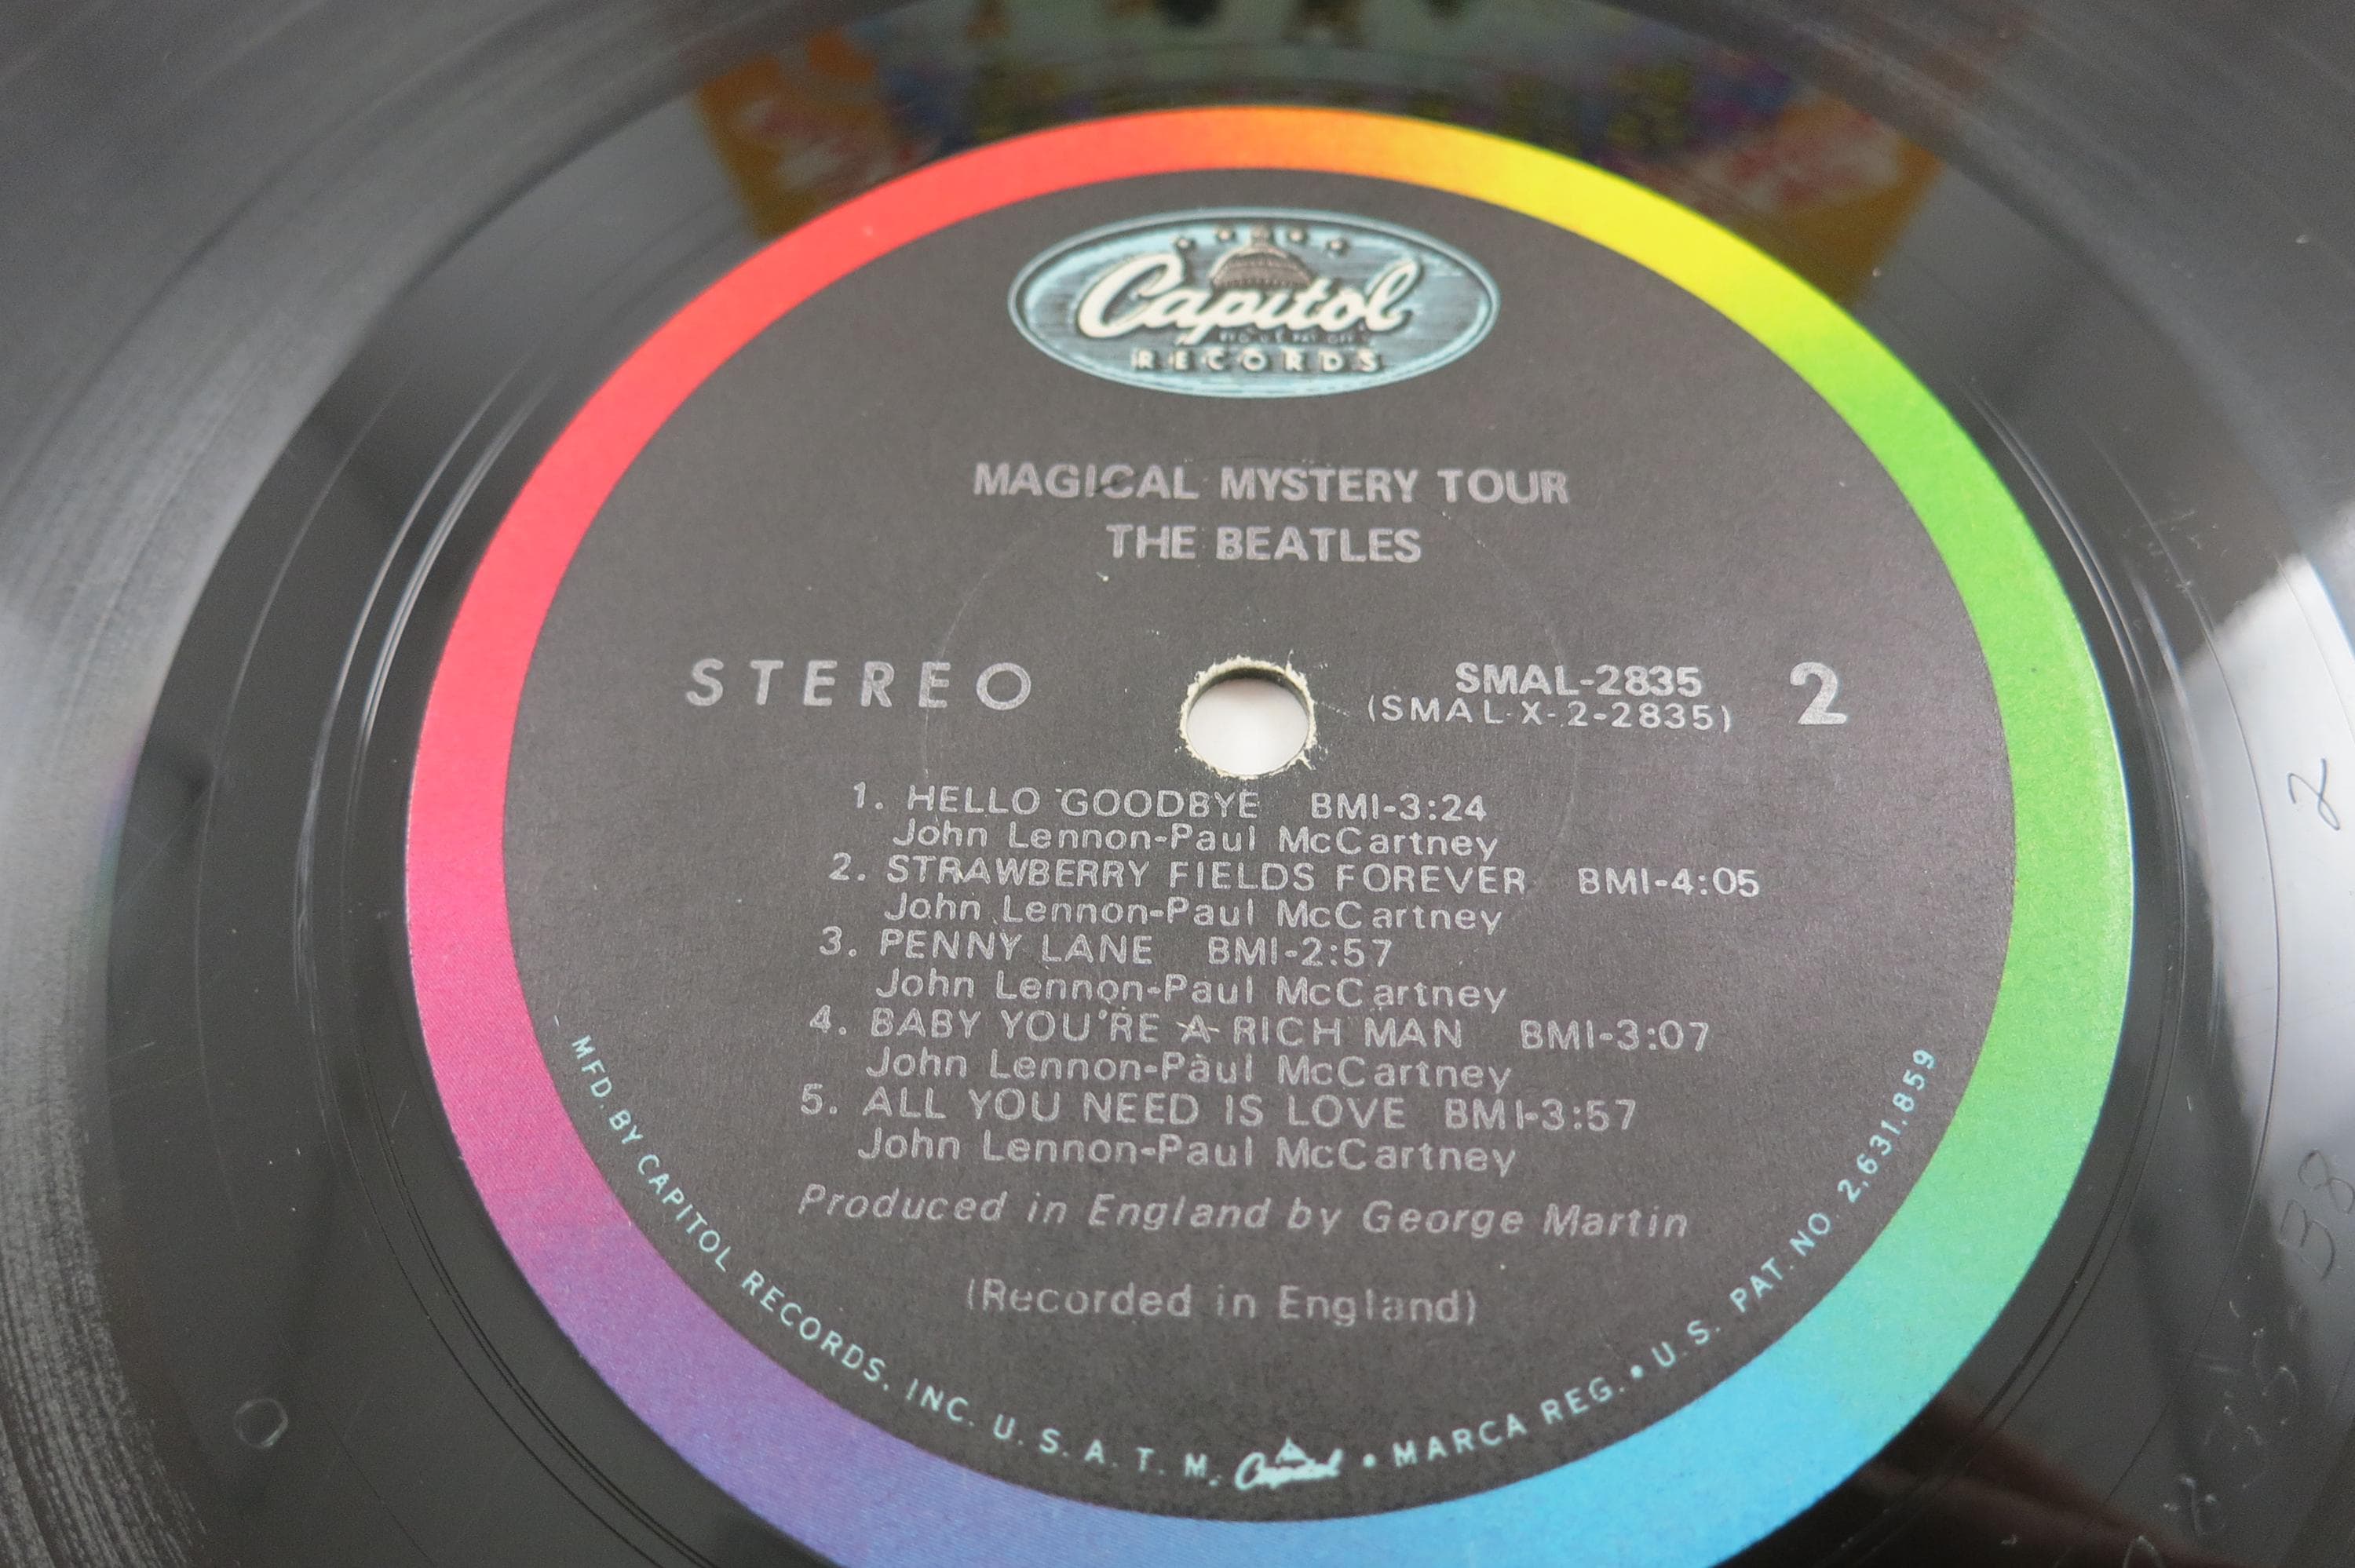 Capitol
RECORDS
MAGICAL MYSTERY TOUR
THE BEATLES
STEREO
SMAL-2835
(SMAL-X-2-2835)
2
1. HELLO GOODBYE BMI-3:24
John Lennon-Paul McCartney
2. STRAWBERRY FIELDS FOREVER BMI-4:05
John Lennon-Paul McCartney
3. PENNY LANE BMI-2:57
John Lennon-Paul McCartney
4. BABY YOU'RE A RICH MAN BMI-3:07
John Lennon-Paul McCartney
5. ALL YOU NEED IS LOVE BMI-3:57
John Lennon-Paul McCartney
Produced in England by George Martin
(Recorded in England)
MFD. BY CAPITOL RECORDS, INC. U. S. A. T. M. Capitol • MARCA REG. • U. S. PAT. NO. 2,631,859